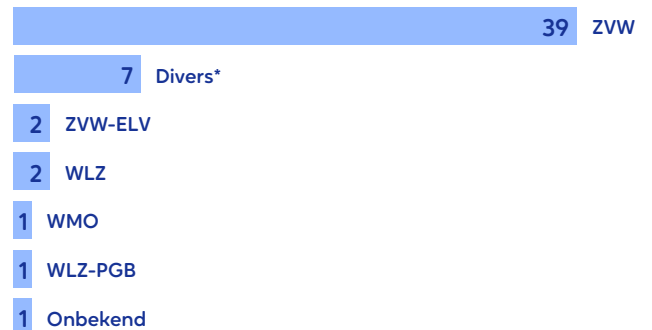 39 ZVW
7 Divers*
2 ZVW-ELV
2 WLZ
1 WMO
1 WLZ-PGB
1 Onbekend